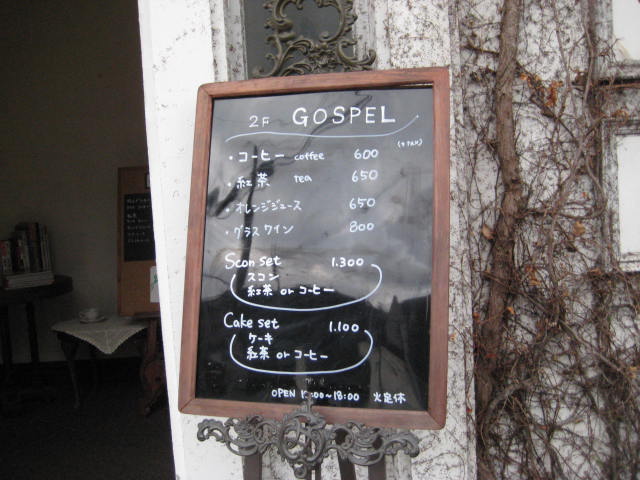 2F GOSPEL
・コーヒー coffee 600
・紅茶 tea 650
・オレンジジュース 650
・グラスワイン 800
Scon set 1.300
スコン
紅茶 or コーヒー
Cake set 1.100
ケーキ
紅茶 or コーヒー
OPEN 12:00~18:00 火定休